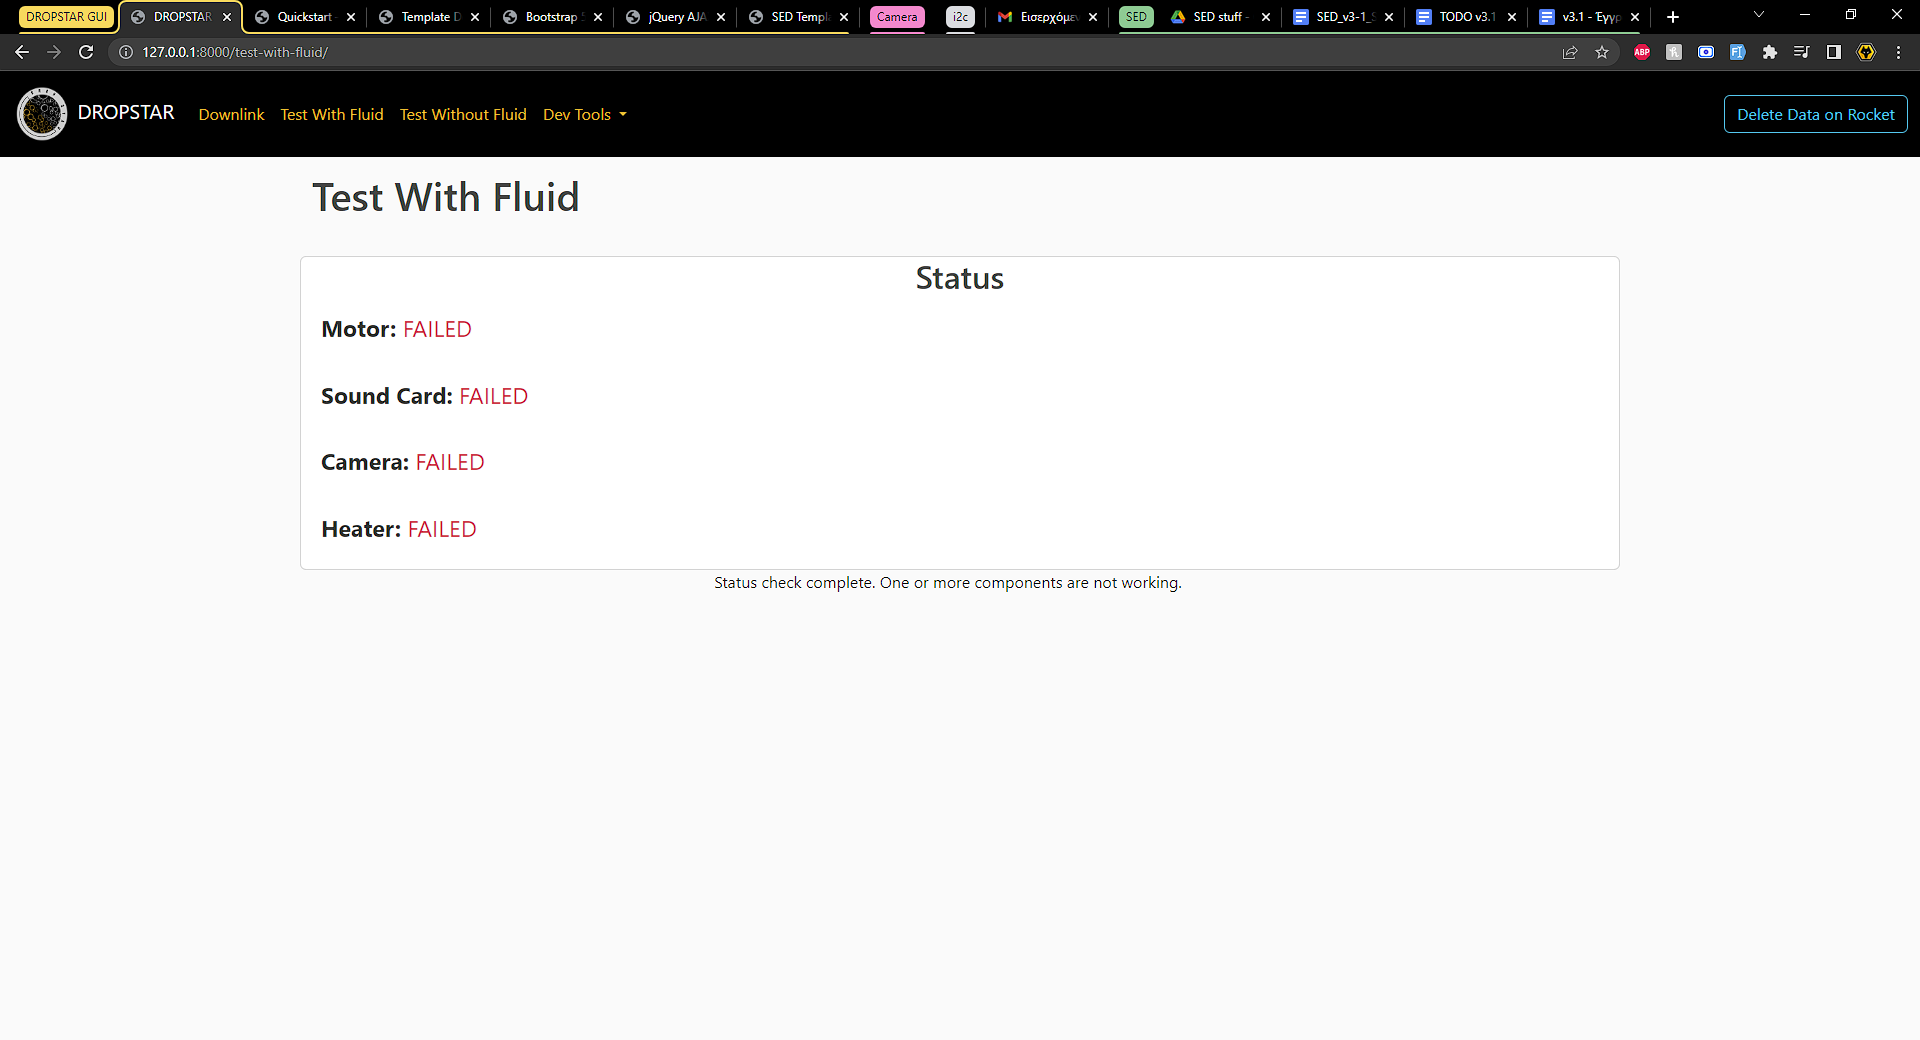 DROPSTAR GUI DROPSTAR Quickstart - Template D Bootstrap 5 jQuery AJA SED Templ Camera i2c Εισερχόμε SED SED stuff - SED_v3-1_S TODO v3.1 v3.1 - Έγγρ
127.0.0.1:8000/test-with-fluid/
ABP
DROPSTAR Downlink Test With Fluid Test Without Fluid Dev Tools Delete Data on Rocket
Test With Fluid
Status
Motor: FAILED
Sound Card: FAILED
Camera: FAILED
Heater: FAILED
Status check complete. One or more components are not working.